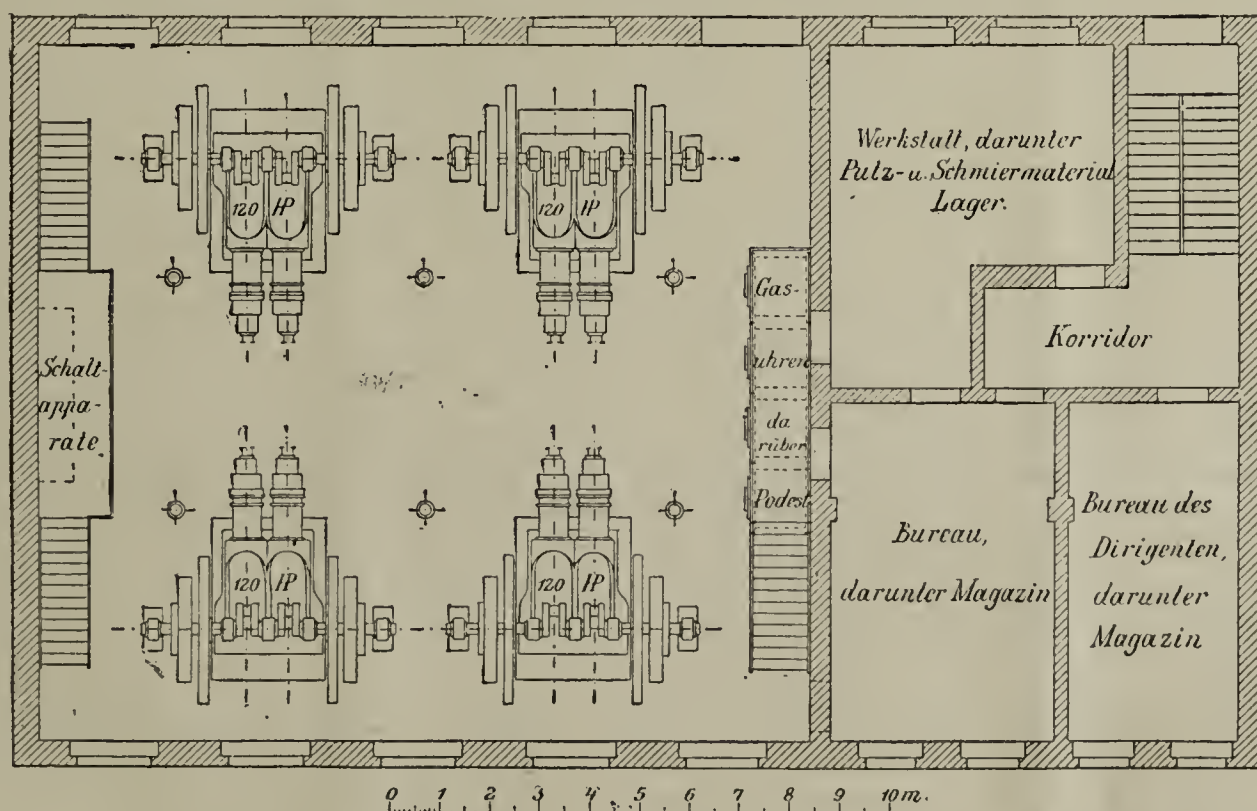 120 HP
120 HP
Werkstatt, darunter
Putz- u. Schmiermaterial
Lager.
Gas-
uhren
da
rüber
Podest
Korridor
Schalt-
appa-
rate
120 HP
120 HP
Bureau,
darunter Magazin
Bureau des
Dirigenten,
darunter
Magazin
0 1 2 3 4 5 6 7 8 9 10 m.